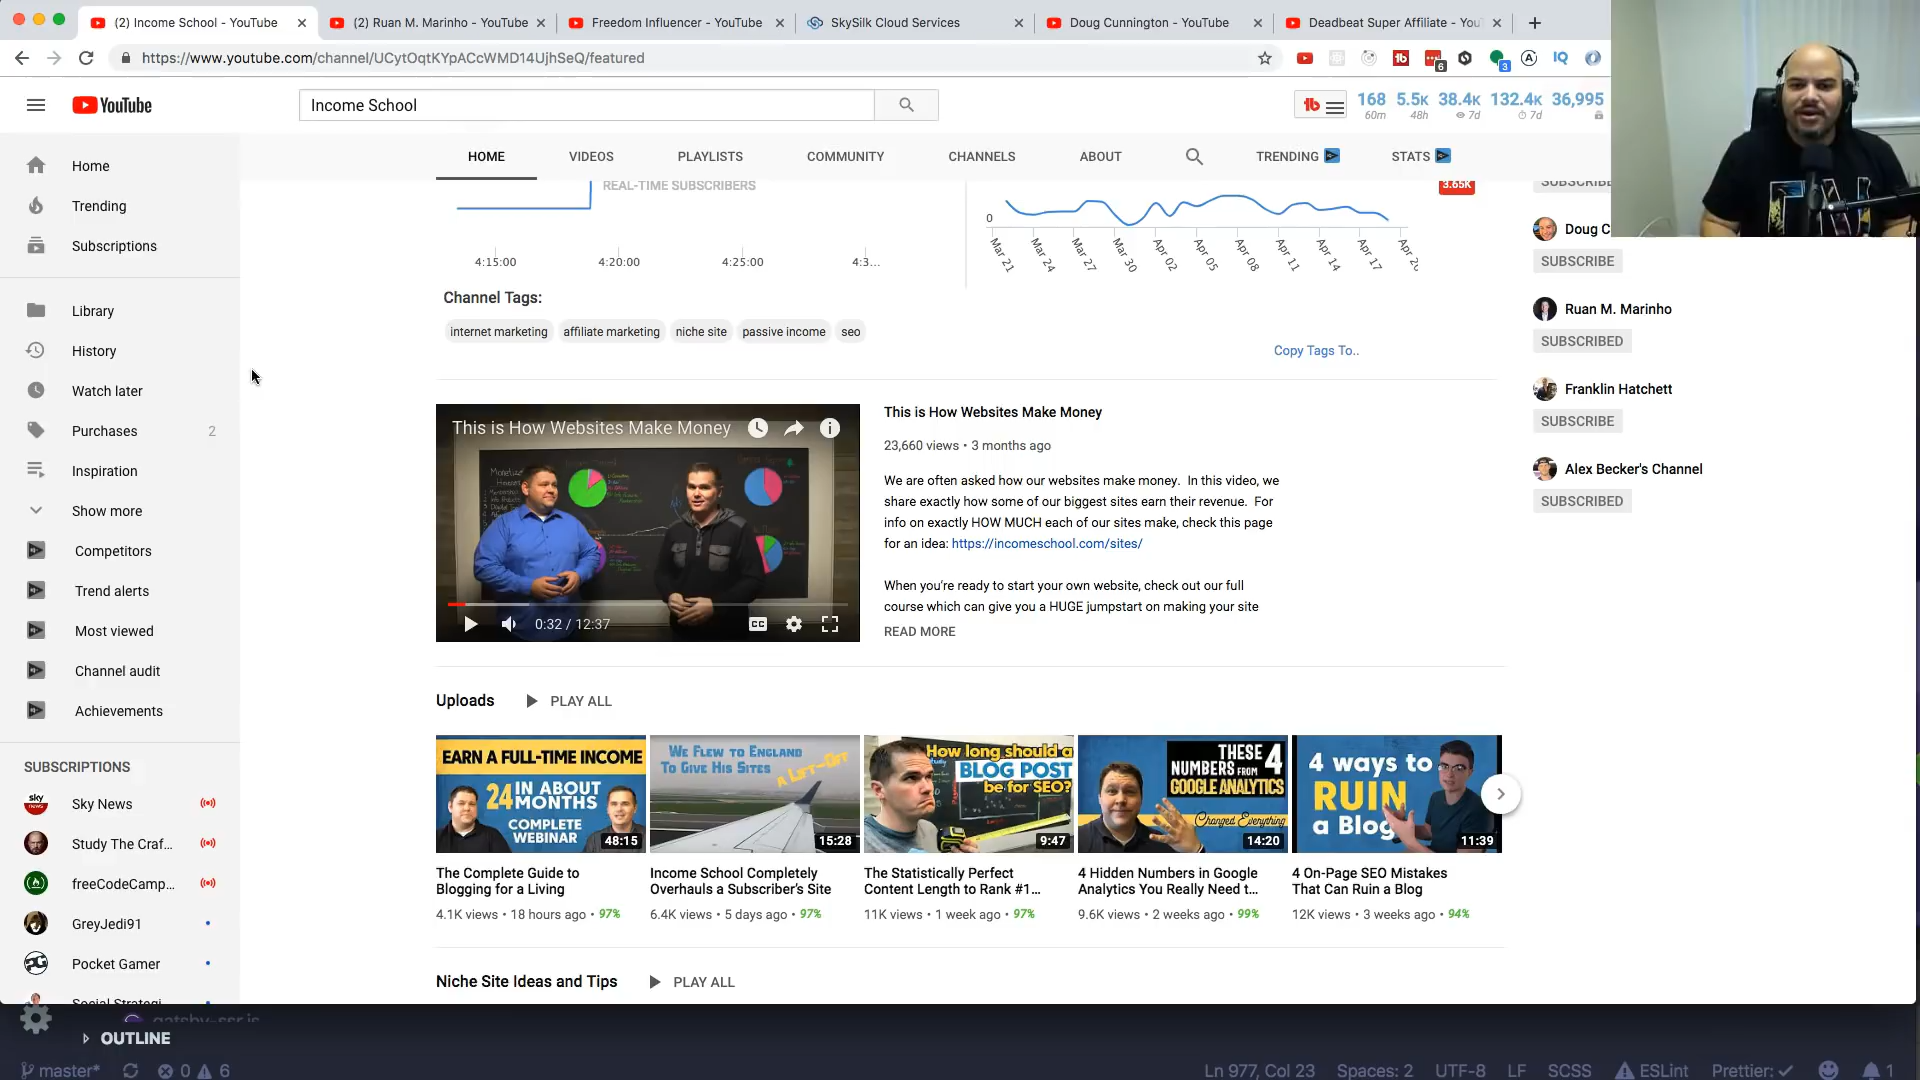 (2) Income School - YouTube
(2) Ruan M. Marinho - YouTube
Freedom Influencer - YouTube
SkySilk Cloud Services
Doug Cunnington - YouTube
Deadbeat Super Affiliate - You
https://www.youtube.com/channel/UCytOqtKYpACcWMD14UjhSeQ/featured
6
3
IQ
YouTube
Income School
tb
168
60m
5.5K
48h
38.4K
7d
132.4K
7d
36,995
HOME
VIDEOS
PLAYLISTS
COMMUNITY
CHANNELS
ABOUT
TRENDING
STATS
Home
Trending
Subscriptions
Library
History
Watch later
Purchases 2
Inspiration
Show more
Competitors
Trend alerts
Most viewed
Channel audit
Achievements
SUBSCRIPTIONS
Sky News
Study The Craf...
freeCodeCamp...
GreyJedi91
Pocket Gamer
REAL-TIME SUBSCRIBERS
4:15:00
4:20:00
4:25:00
4:3...
3.65K
0
Mar 21
Mar 24
Mar 27
Mar 30
Apr 02
Apr 05
Apr 08
Apr 11
Apr 14
Apr 17
Channel Tags:
internet marketing
affiliate marketing
niche site
passive income
seo
Copy Tags To..
This is How Websites Make Money
0:32 / 12:37
CC
This is How Websites Make Money
23,660 views • 3 months ago
We are often asked how our websites make money. In this video, we
share exactly how some of our biggest sites earn their revenue. For
info on exactly HOW MUCH each of our sites make, check this page
for an idea: https://incomeschool.com/sites/
When you're ready to start your own website, check out our full
course which can give you a HUGE jumpstart on making your site
READ MORE
Uploads
PLAY ALL
EARN A FULL-TIME INCOME
24 IN ABOUT MONTHS
COMPLETE
WEBINAR
48:15
The Complete Guide to
Blogging for a Living
4.1K views • 18 hours ago • 97%
WE FLEW TO ENGLAND
TO GIVE HIS SITES
A LIFT-OFF
15:28
Income School Completely
Overhauls a Subscriber's Site
6.4K views • 5 days ago • 97%
How long should a
BLOG POST
be for SEO?
9:47
The Statistically Perfect
Content Length to Rank #1...
11K views • 1 week ago • 97%
THESE 4
NUMBERS FROM
GOOGLE ANALYTICS
Changed Everything
14:20
4 Hidden Numbers in Google
Analytics You Really Need t...
9.6K views • 2 weeks ago • 99%
4 ways to
RUIN
a Blog
11:39
4 On-Page SEO Mistakes
That Can Ruin a Blog
12K views • 3 weeks ago • 94%
Niche Site Ideas and Tips
PLAY ALL
Doug C
SUBSCRIBE
Ruan M. Marinho
SUBSCRIBED
Franklin Hatchett
SUBSCRIBE
Alex Becker's Channel
SUBSCRIBED
gatsby-ssr.js
OUTLINE
master*
0
6
Ln 977, Col 23
Spaces: 2
UTF-8
LF
SCSS
ESLint
Prettier:
1